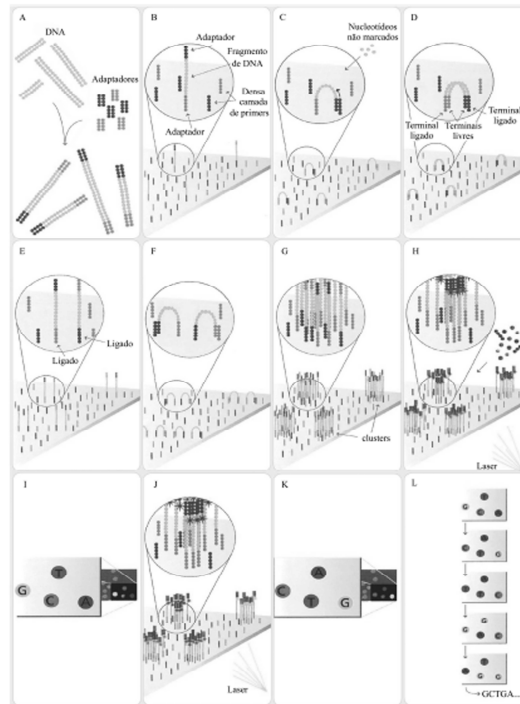 A
DNA
Adaptadores
B
Adaptador
Fragmento
de DNA
Densa
camada
de primers
Adaptador
C
Nucleotídeos
não marcados
D
Terminal
ligado
Terminais
livres
Terminal
ligado
E
Ligado
Ligado
F
G
clusters
H
Laser
I
T
G
C
A
J
Laser
K
A
C
T
G
L
GCTGA...